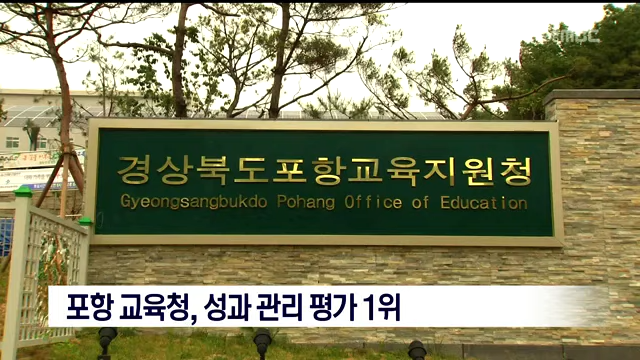 경상북도포항교육지원청
Gyeongsangbukdo Pohang Office of Education
포항 교육청, 성과 관리 평가 1위